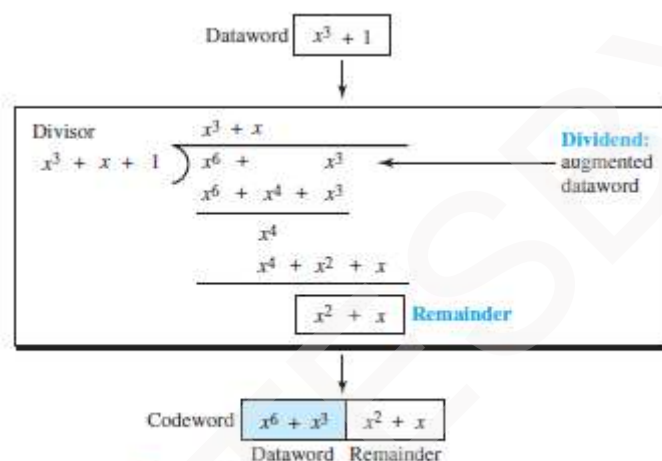 Dataword x³ + 1
Divisor
x³ + x
x³ + x + 1 ) x⁶ + x³
Dividend:
augmented
dataword
x⁶ + x⁴ + x³
x⁴
x⁴ + x² + x
x² + x Remainder
Codeword x⁶ + x³ x² + x
Dataword Remainder